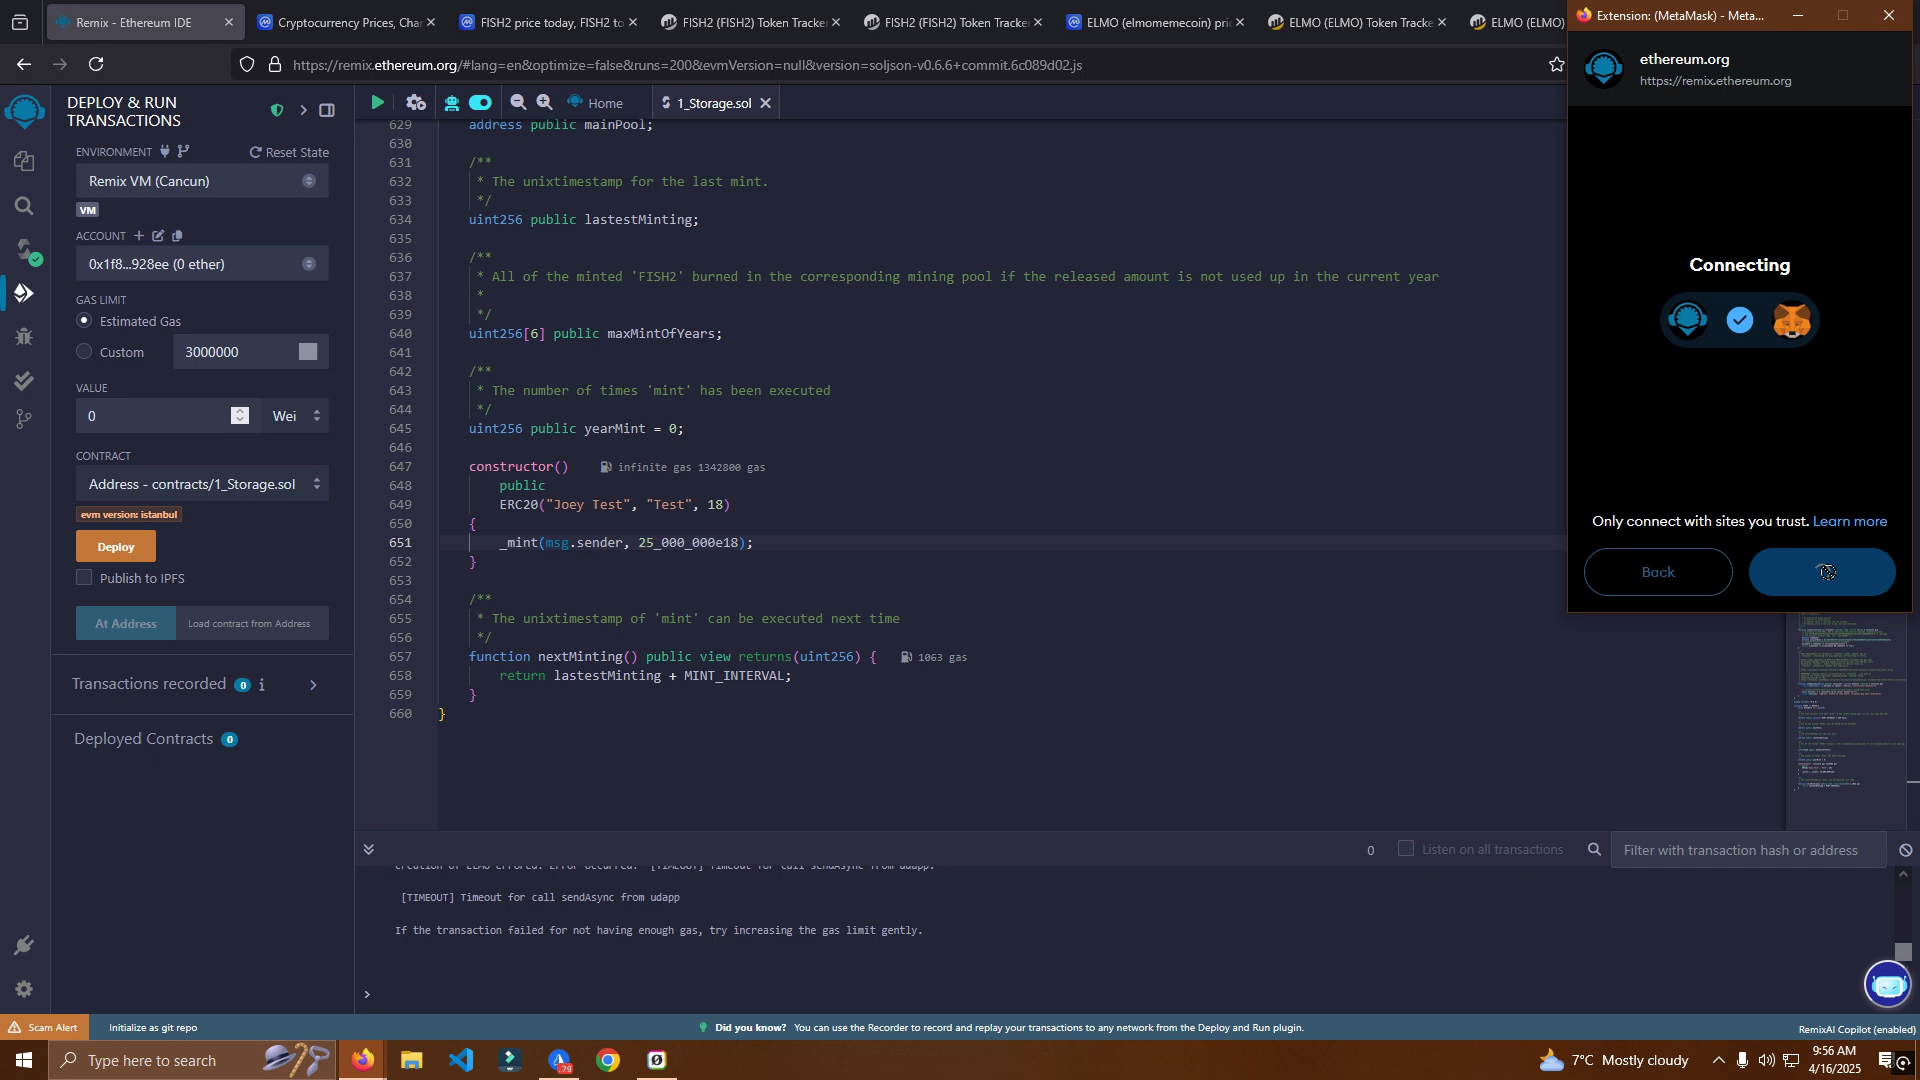 Remix - Ethereum IDE
Cryptocurrency Prices, Char
FISH2 price today, FISH2 to
FISH2 (FISH2) Token Tracke
FISH2 (FISH2) Token Tracke
ELMO (elmomemecoin) pri
ELMO (ELMO) Token Tracke
ELMO (ELMO)
https://remix.ethereum.org/#lang=en&optimize=false&runs=200&evmVersion=null&version=soljson-v0.6.6+commit.6c089d02.js
Extension: (MetaMask) - Meta...
ethereum.org
https://remix.ethereum.org
Connecting
Only connect with sites you trust. Learn more
Back
DEPLOY & RUN
TRANSACTIONS
ENVIRONMENT
Reset State
Remix VM (Cancun)
VM
ACCOUNT
0x1f8...928ee (0 ether)
GAS LIMIT
Estimated Gas
Custom
3000000
VALUE
0
Wei
CONTRACT
Address - contracts/1_Storage.sol
evm version: istanbul
Deploy
Publish to IPFS
At Address
Load contract from Address
Transactions recorded 0 i
Deployed Contracts 0
Home
1_Storage.sol
629 address public mainPool;
630
631 /**
632 * The unixtimestamp for the last mint.
633 */
634 uint256 public lastestMinting;
635
636 /**
637 * All of the minted 'FISH2' burned in the corresponding mining pool if the released amount is not used up in the current year
638 *
639 */
640 uint256[6] public maxMintOfYears;
641
642 /**
643 * The number of times 'mint' has been executed
644 */
645 uint256 public yearMint = 0;
646
647 constructor() infinite gas 1342800 gas
648 public
649 ERC20("Joey Test", "Test", 18)
650 {
651 _mint(msg.sender, 25_000_000e18);
652 }
653
654 /**
655 * The unixtimestamp of 'mint' can be executed next time
656 */
657 function nextMinting() public view returns(uint256) { 1063 gas
658 return lastestMinting + MINT_INTERVAL;
659 }
660 }
0
Listen on all transactions
Filter with transaction hash or address
creation of ELMO errored: Error occurred: [TIMEOUT] Timeout for call sendAsync from udapp.
[TIMEOUT] Timeout for call sendAsync from udapp
If the transaction failed for not having enough gas, try increasing the gas limit gently.
>
Scam Alert
Initialize as git repo
Did you know? You can use the Recorder to record and replay your transactions to any network from the Deploy and Run plugin.
RemixAI Copilot (enabled)
Type here to search
.79
7°C Mostly cloudy
9:56 AM
4/16/2025